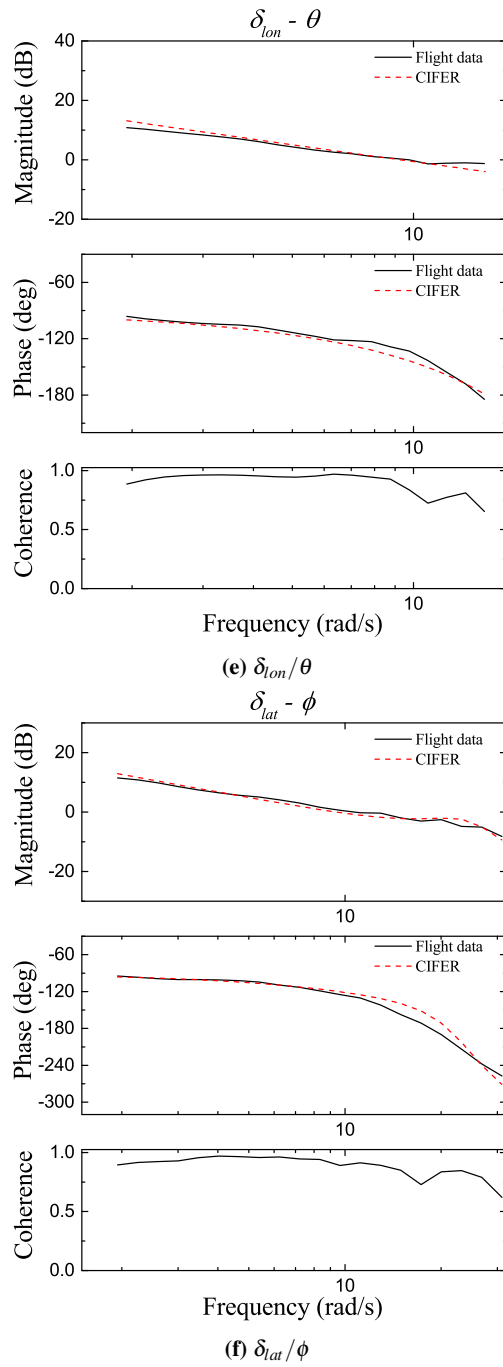 δlon - θ
Magnitude (dB)
40
20
0
-20
Flight data
CIFER
10
Phase (deg)
-60
-120
-180
Flight data
CIFER
10
Coherence
1.0
0.5
0.0
10
Frequency (rad/s)
(e) δlon/θ
δlat - ϕ
Magnitude (dB)
20
0
-20
Flight data
CIFER
10
Phase (deg)
-60
-120
-180
-240
-300
Flight data
CIFER
10
Coherence
1.0
0.5
0.0
10
Frequency (rad/s)
(f) δlat/ϕ